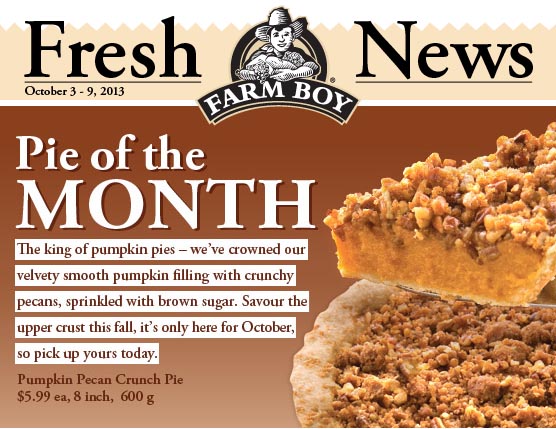 Fresh News
October 3 - 9, 2013
FARM BOY®
Pie of the
MONTH
The king of pumpkin pies – we’ve crowned our
velvety smooth pumpkin filling with crunchy
pecans, sprinkled with brown sugar. Savour the
upper crust this fall, it’s only here for October,
so pick up yours today.
Pumpkin Pecan Crunch Pie
$5.99 ea, 8 inch, 600 g